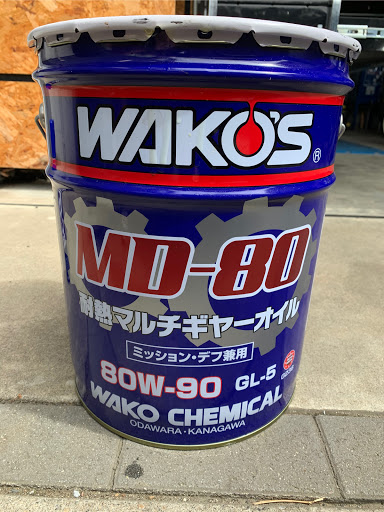 WAKO'S®
MD-80
耐熱マルチギヤーオイル
ミッション・デフ兼用
80W-90 GL-5
WAKO CHEMICAL
ODAWARA・KANAGAWA